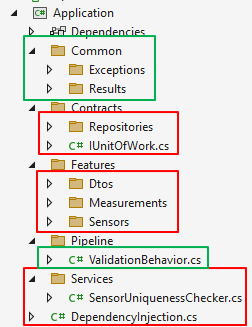 Application
Dependencies
Common
Exceptions
Results
Contracts
Repositories
C# IUnitOfWork.cs
Features
Dtos
Measurements
Sensors
Pipeline
C# ValidationBehavior.cs
Services
C# SensorUniquenessChecker.cs
C# DependencyInjection.cs